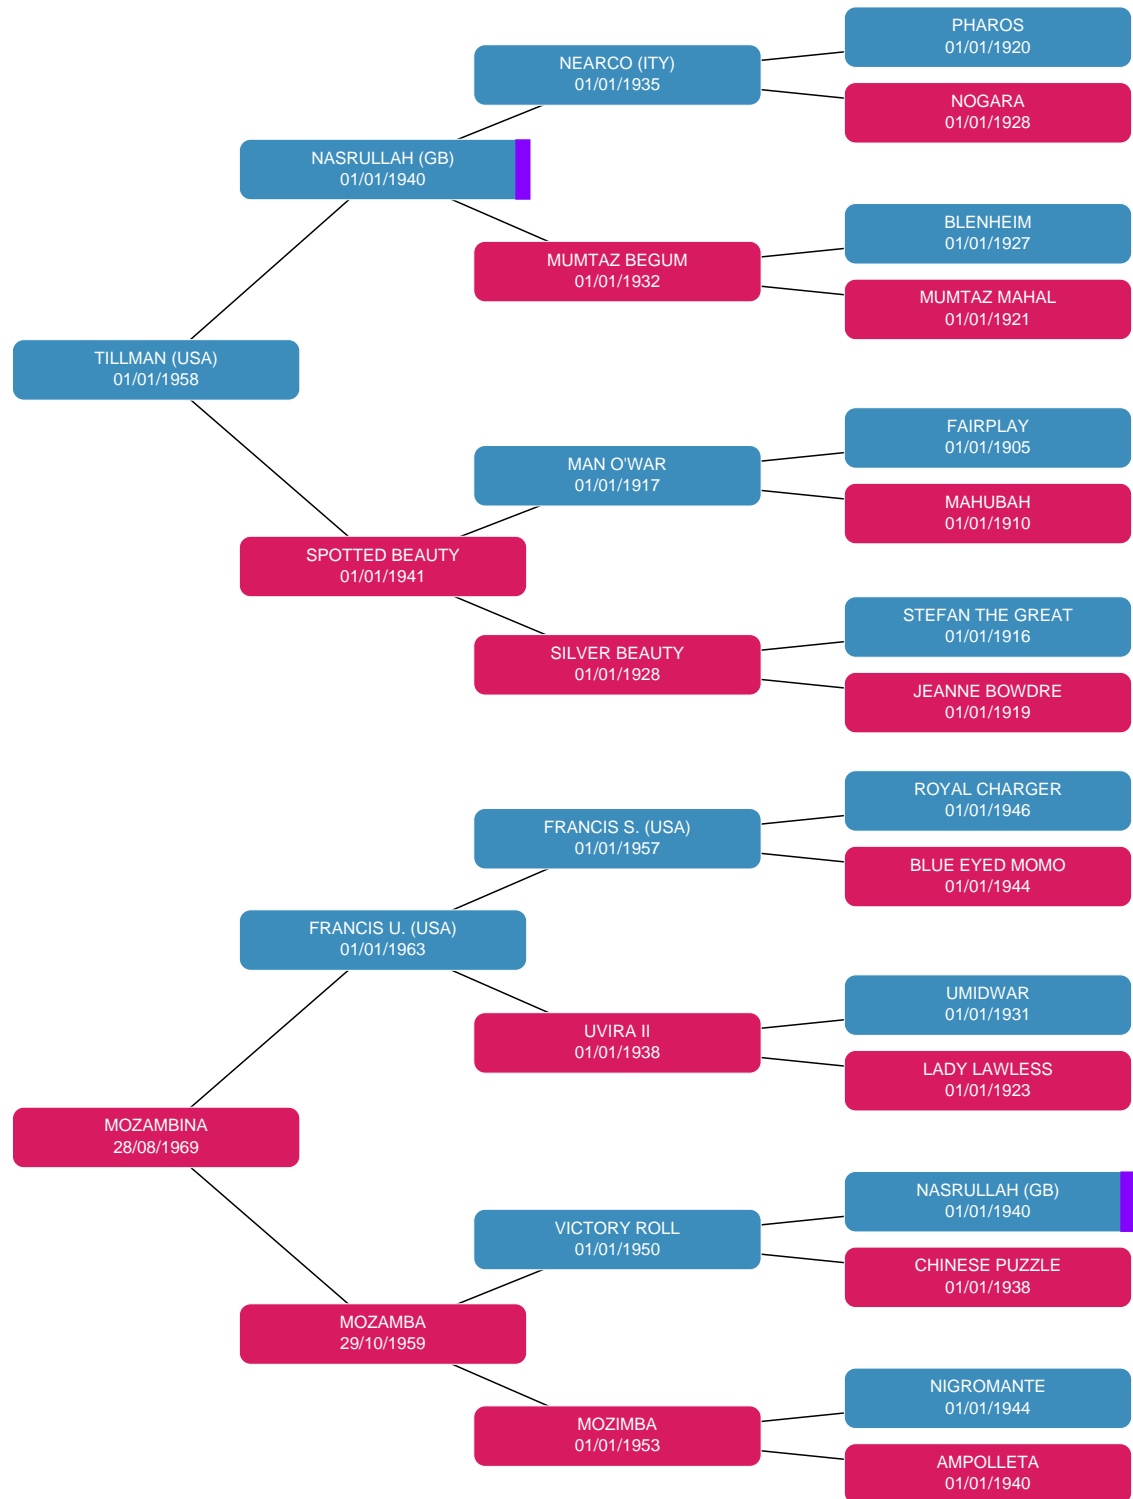 PHAROS
01/01/1920
NEARCO (ITY)
01/01/1935
NOGARA
01/01/1928
NASRULLAH (GB)
01/01/1940
BLENHEIM
01/01/1927
MUMTAZ BEGUM
01/01/1932
MUMTAZ MAHAL
01/01/1921
TILLMAN (USA)
01/01/1958
FAIRPLAY
01/01/1905
MAN O'WAR
01/01/1917
MAHUBAH
01/01/1910
SPOTTED BEAUTY
01/01/1941
STEFAN THE GREAT
01/01/1916
SILVER BEAUTY
01/01/1928
JEANNE BOWDRE
01/01/1919
ROYAL CHARGER
01/01/1946
FRANCIS S. (USA)
01/01/1957
BLUE EYED MOMO
01/01/1944
FRANCIS U. (USA)
01/01/1963
UMIDWAR
01/01/1931
UVIRA II
01/01/1938
LADY LAWLESS
01/01/1923
MOZAMBINA
28/08/1969
NASRULLAH (GB)
01/01/1940
VICTORY ROLL
01/01/1950
CHINESE PUZZLE
01/01/1938
MOZAMBA
29/10/1959
NIGROMANTE
01/01/1944
MOZIMBA
01/01/1953
AMPOLLETA
01/01/1940